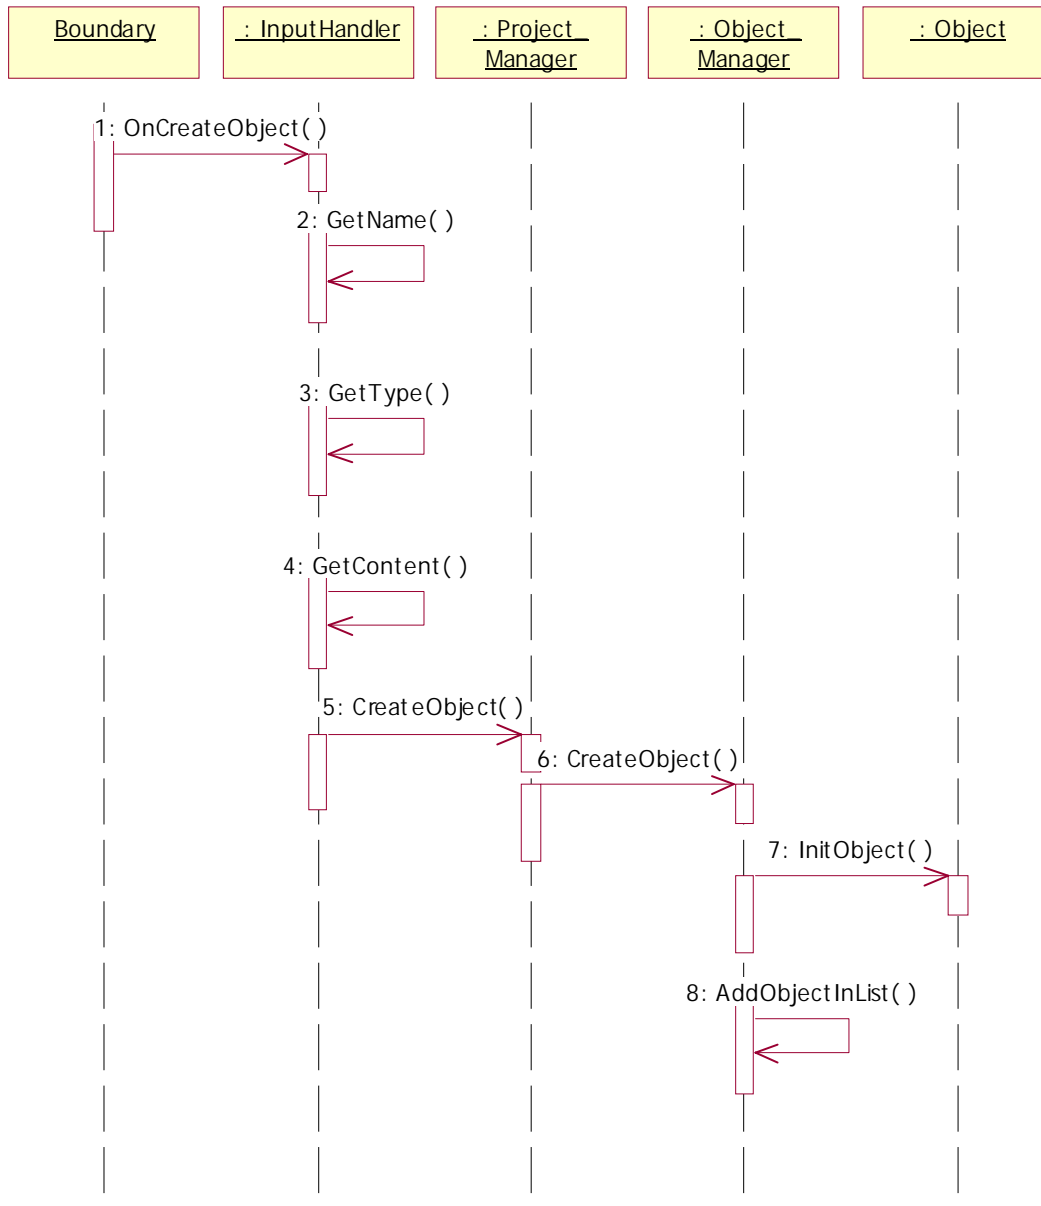 Boundary
: InputHandler
: Project_
Manager
: Object_
Manager
: Object
1: OnCreateObject( )
2: GetName( )
3: GetType( )
4: GetContent( )
5: CreateObject( )
6: CreateObject( )
7: InitObject( )
8: AddObjectInList( )